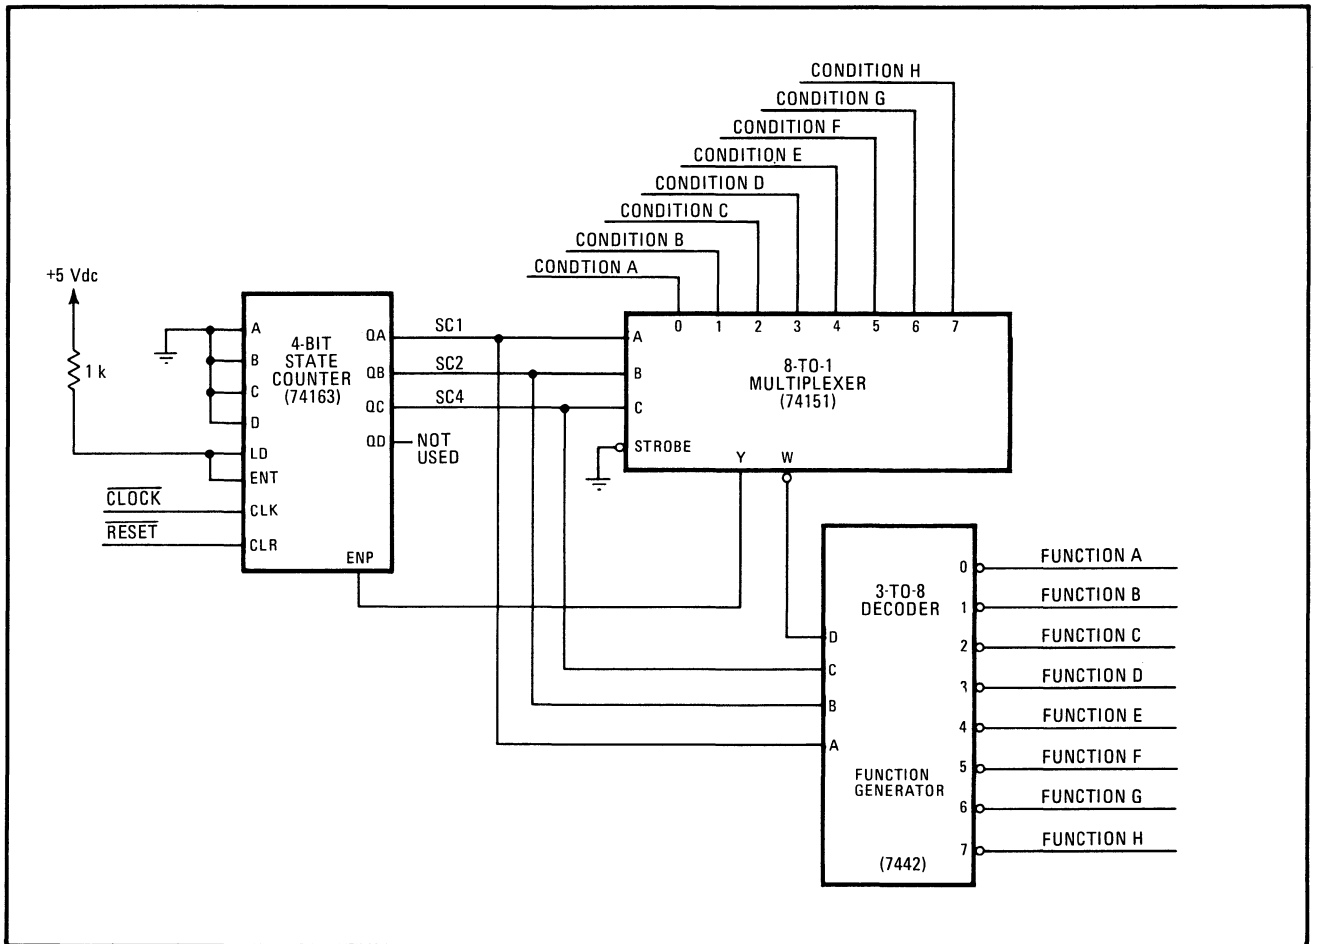 CONDITION H
CONDITION G
CONDITION F
CONDITION E
CONDITION D
CONDITION C
CONDITION B
CONDTION A
+5 Vdc
1 k
A
B
C
D
LD
ENT
CLK
CLR
4-BIT
STATE
COUNTER
(74163)
QA
QB
QC
QD
ENP
SC1
SC2
SC4
NOT
USED
CLOCK
RESET
0 1 2 3 4 5 6 7
A
B
C
STROBE
8-TO-1
MULTIPLEXER
(74151)
Y W
3-TO-8
DECODER
D
C
B
A
FUNCTION
GENERATOR
(7442)
0 FUNCTION A
1 FUNCTION B
2 FUNCTION C
3 FUNCTION D
4 FUNCTION E
5 FUNCTION F
6 FUNCTION G
7 FUNCTION H